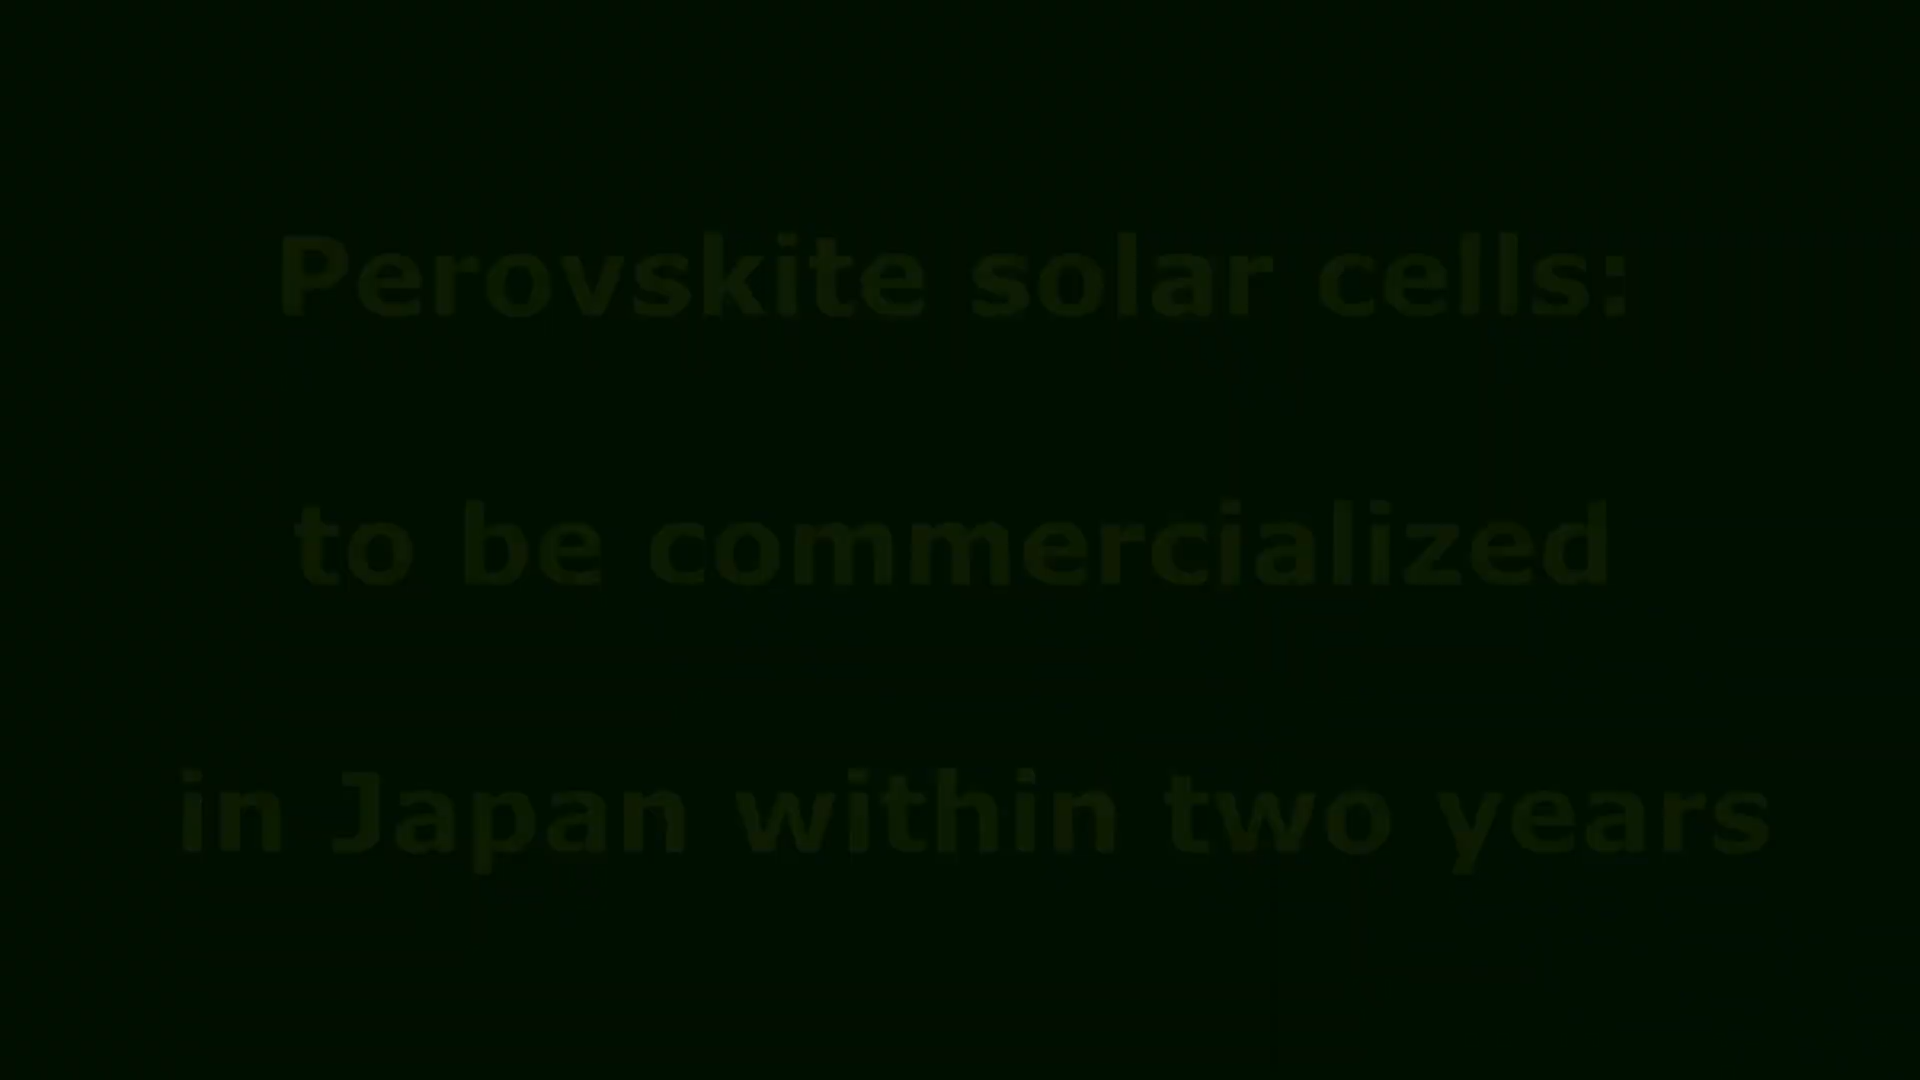 Perovskite solar cells:
to be commercialized
in Japan within two years